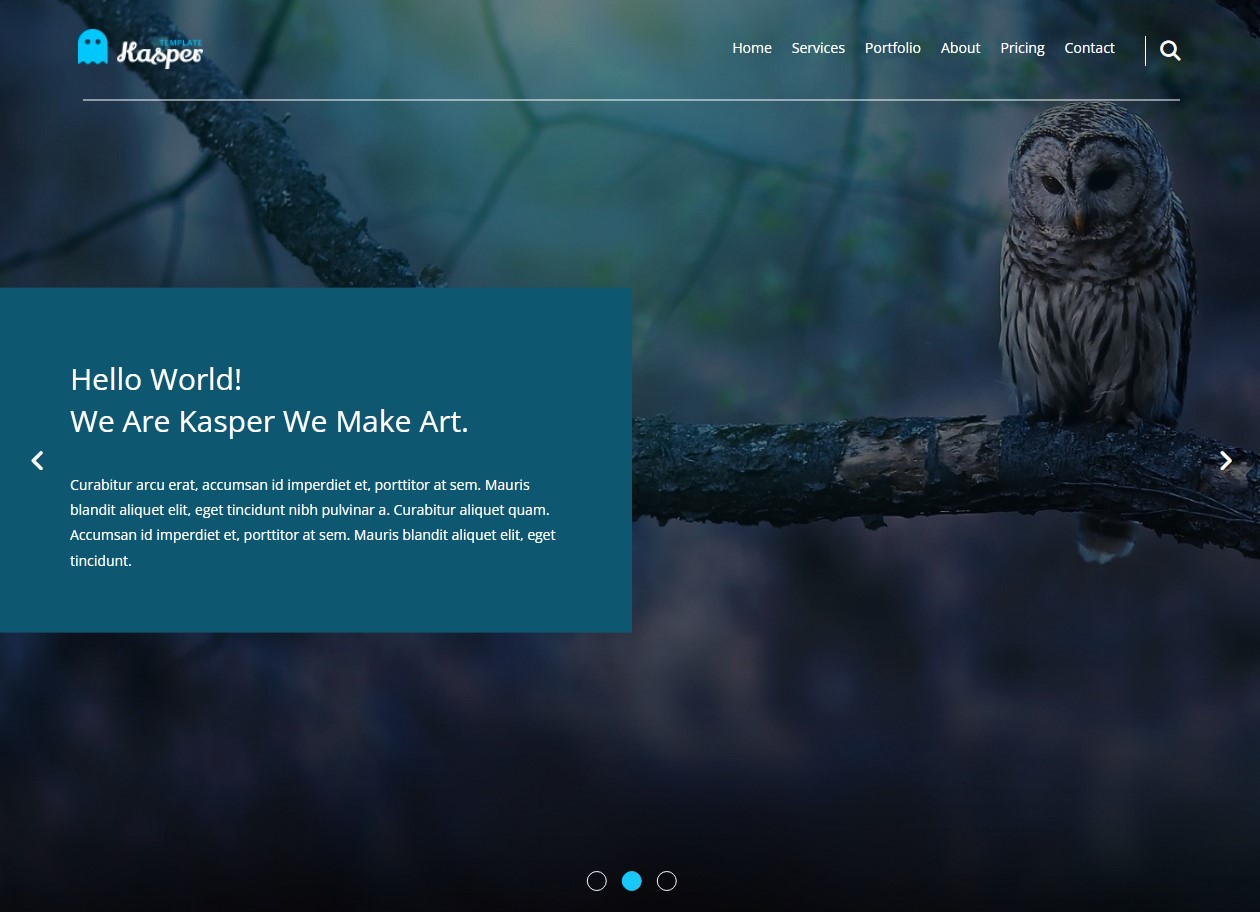 TEMPLATE
Kasper
Home Services Portfolio About Pricing Contact
Hello World!
We Are Kasper We Make Art.
Curabitur arcu erat, accumsan id imperdiet et, porttitor at sem. Mauris
blandit aliquet elit, eget tincidunt nibh pulvinar a. Curabitur aliquet quam.
Accumsan id imperdiet et, porttitor at sem. Mauris blandit aliquet elit, eget
tincidunt.